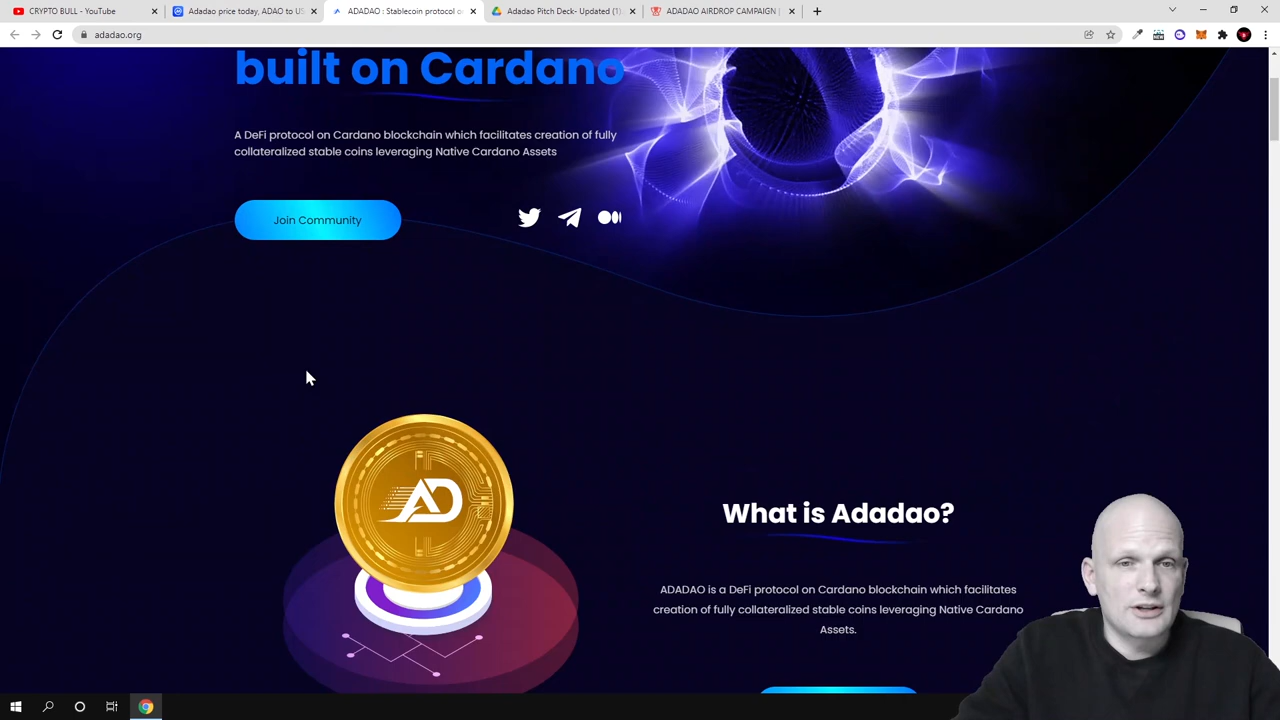 CRYPTO BULL - YouTube
Adadao price today, ADAO to US
ADADAO : Stablecoin protocol o
Adadao Pitch Deck- Updated (1).
ADADAO AIRDROP CAMPAIGN |
adadao.org
built on Cardano
A DeFi protocol on Cardano blockchain which facilitates creation of fully
collateralized stable coins leveraging Native Cardano Assets
Join Community
AD
What is Adadao?
ADADAO is a DeFi protocol on Cardano blockchain which facilitates
creation of fully collateralized stable coins leveraging Native Cardano
Assets.